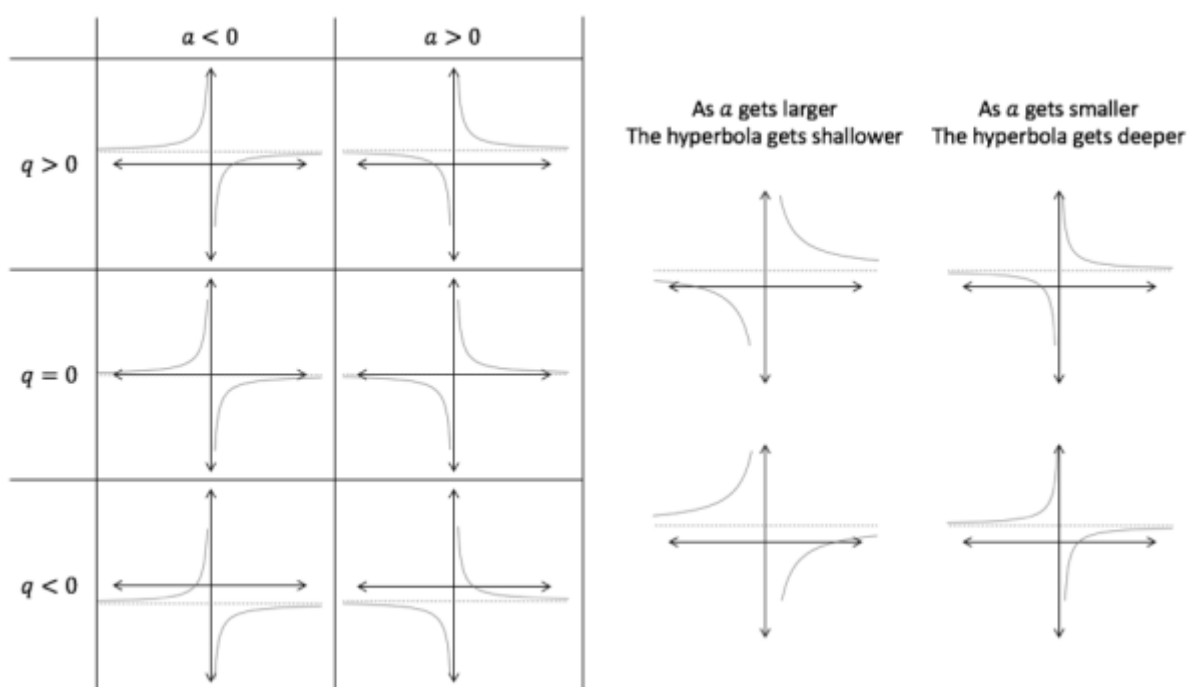 a < 0
a > 0
q > 0
q = 0
q < 0
As a gets larger
The hyperbola gets shallower
As a gets smaller
The hyperbola gets deeper